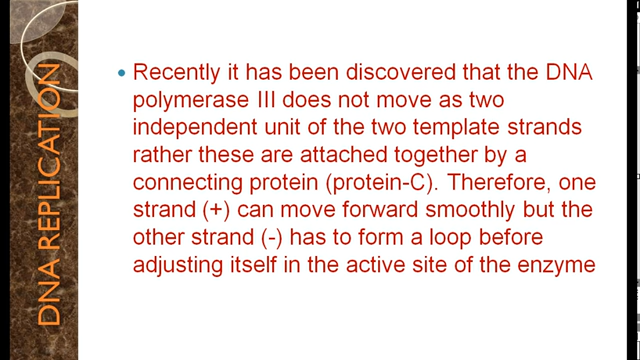 DNA REPLICATION
• Recently it has been discovered that the DNA
polymerase III does not move as two
independent unit of the two template strands
rather these are attached together by a
connecting protein (protein-C). Therefore, one
strand (+) can move forward smoothly but the
other strand (-) has to form a loop before
adjusting itself in the active site of the enzyme